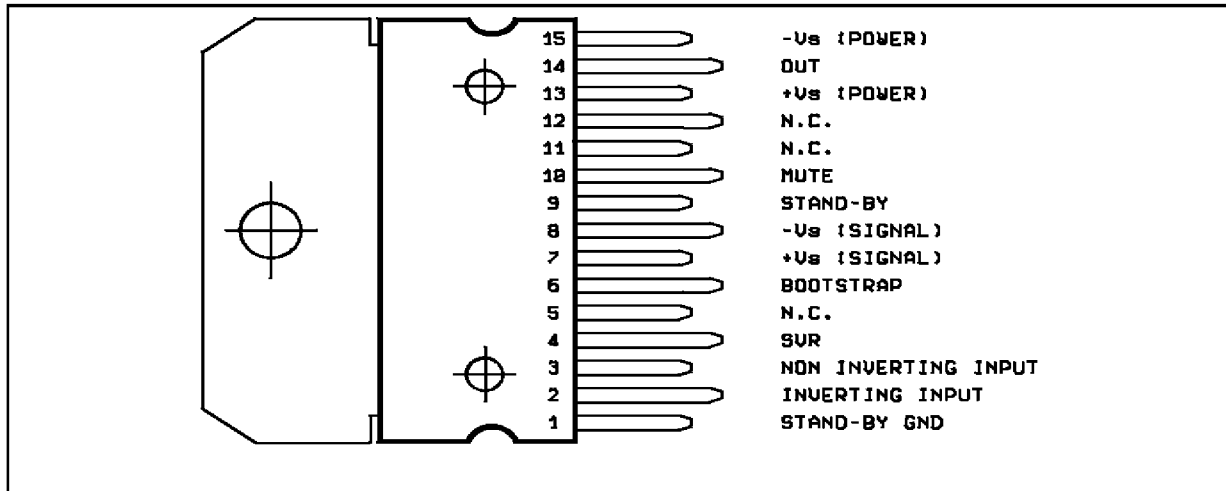 15 -Vs (POWER)
14 OUT
13 +Vs (POWER)
12 N.C.
11 N.C.
10 MUTE
9 STAND-BY
8 -Vs (SIGNAL)
7 +Vs (SIGNAL)
6 BOOTSTRAP
5 N.C.
4 SVR
3 NON INVERTING INPUT
2 INVERTING INPUT
1 STAND-BY GND